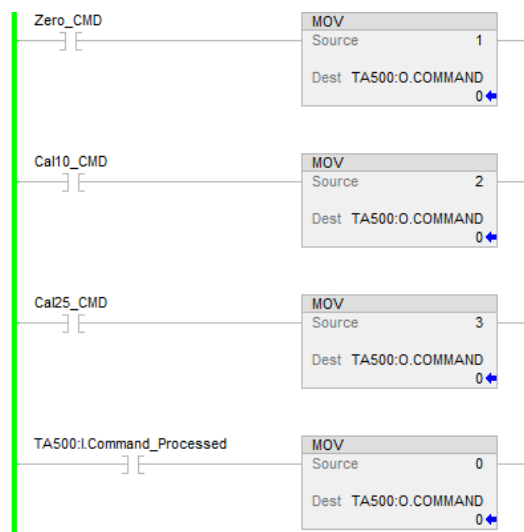 Zero_CMD
MOV
Source 1
Dest TA500:O.COMMAND
0
Cal10_CMD
MOV
Source 2
Dest TA500:O.COMMAND
0
Cal25_CMD
MOV
Source 3
Dest TA500:O.COMMAND
0
TA500:I.Command_Processed
MOV
Source 0
Dest TA500:O.COMMAND
0